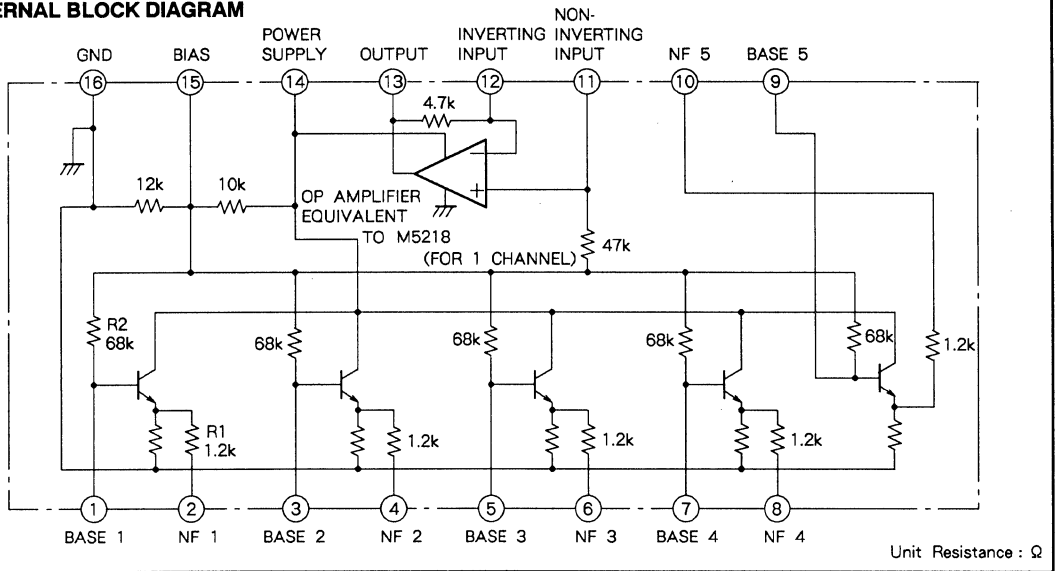 ERNAL BLOCK DIAGRAM
GND
BIAS
POWER
SUPPLY
OUTPUT
INVERTING
INPUT
NON-
INVERTING
INPUT
NF 5
BASE 5
16
15
14
13
12
11
10
9
4.7k
12k
10k
OP AMPLIFIER
EQUIVALENT
TO M5218
(FOR 1 CHANNEL)
47k
R2
68k
68k
68k
68k
68k
1.2k
R1
1.2k
1.2k
1.2k
1.2k
1
2
3
4
5
6
7
8
BASE 1
NF 1
BASE 2
NF 2
BASE 3
NF 3
BASE 4
NF 4
Unit Resistance : Ω